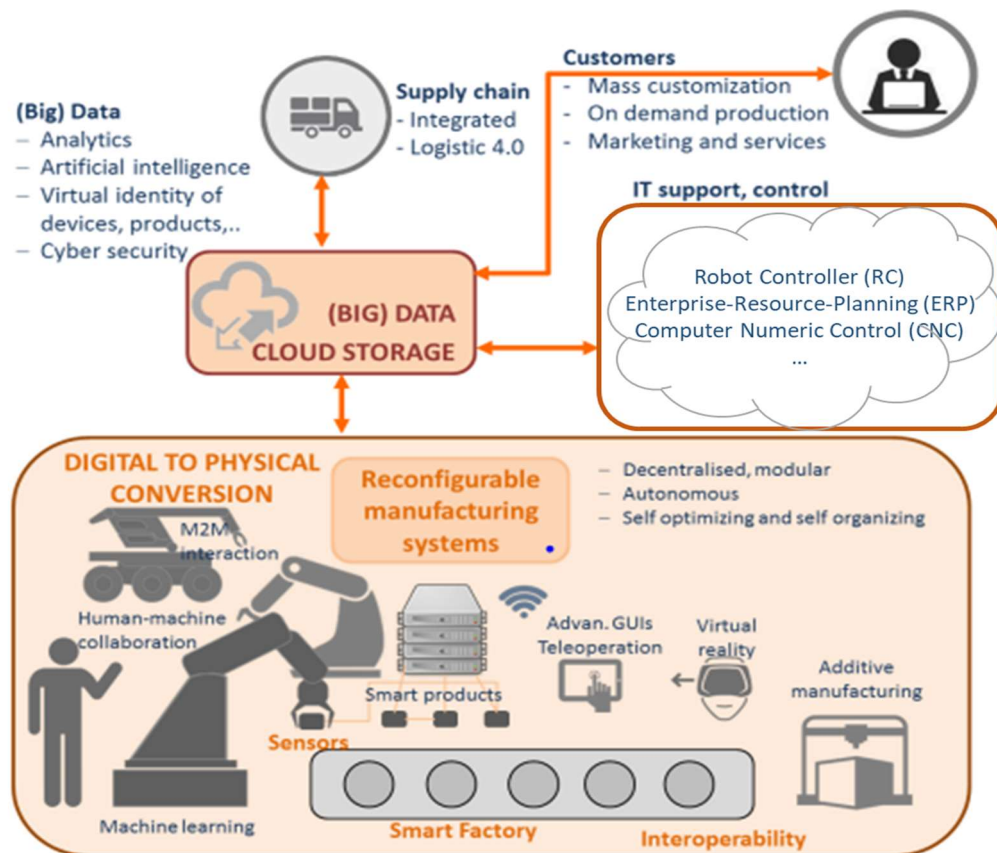 (Big) Data
– Analytics
– Artificial intelligence
– Virtual identity of
devices, products,..
– Cyber security
Supply chain
- Integrated
- Logistic 4.0
Customers
- Mass customization
- On demand production
- Marketing and services
IT support, control
Robot Controller (RC)
Enterprise-Resource-Planning (ERP)
Computer Numeric Control (CNC)
...
(BIG) DATA
CLOUD STORAGE
DIGITAL TO PHYSICAL
CONVERSION
Reconfigurable
manufacturing
systems
– Decentralised, modular
– Autonomous
– Self optimizing and self organizing
M2M
interaction
Human-machine
collaboration
Smart products
Advan. GUIs
Teleoperation
Virtual
reality
Additive
manufacturing
Sensors
Machine learning
Smart Factory
Interoperability